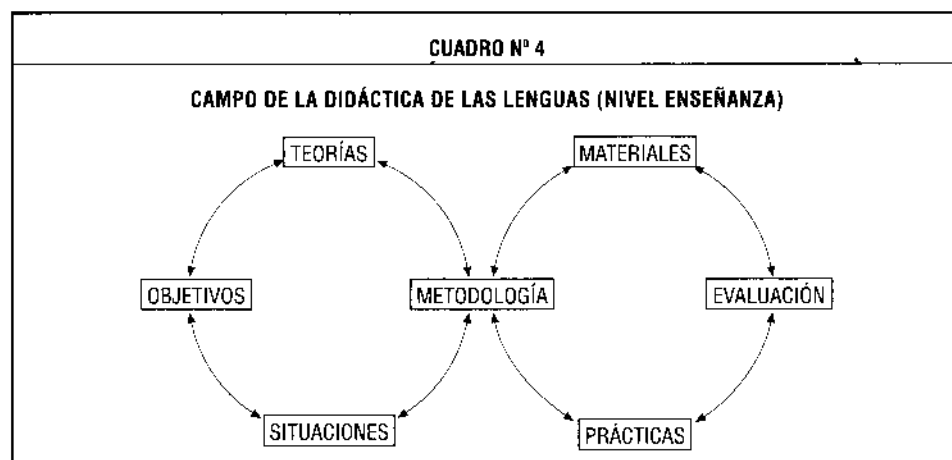 CUADRO Nº 4
CAMPO DE LA DIDÁCTICA DE LAS LENGUAS (NIVEL ENSEÑANZA)
TEORÍAS
MATERIALES
OBJETIVOS
METODOLOGÍA
EVALUACIÓN
SITUACIONES
PRÁCTICAS